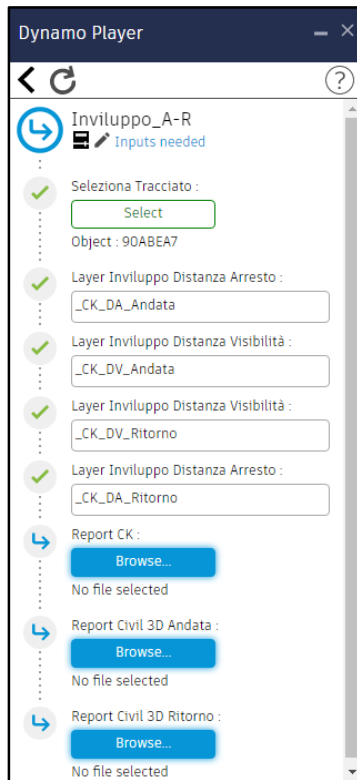 Dynamo Player
Inviluppo_A-R
Inputs needed
Seleziona Tracciato :
Select
Object : 90ABEA7
Layer Inviluppo Distanza Arresto :
_CK_DA_Andata
Layer Inviluppo Distanza Visibilità :
_CK_DV_Andata
Layer Inviluppo Distanza Visibilità :
_CK_DV_Ritorno
Layer Inviluppo Distanza Arresto :
_CK_DA_Ritorno
Report CK :
Browse...
No file selected
Report Civil 3D Andata :
Browse...
No file selected
Report Civil 3D Ritorno :
Browse...
No file selected